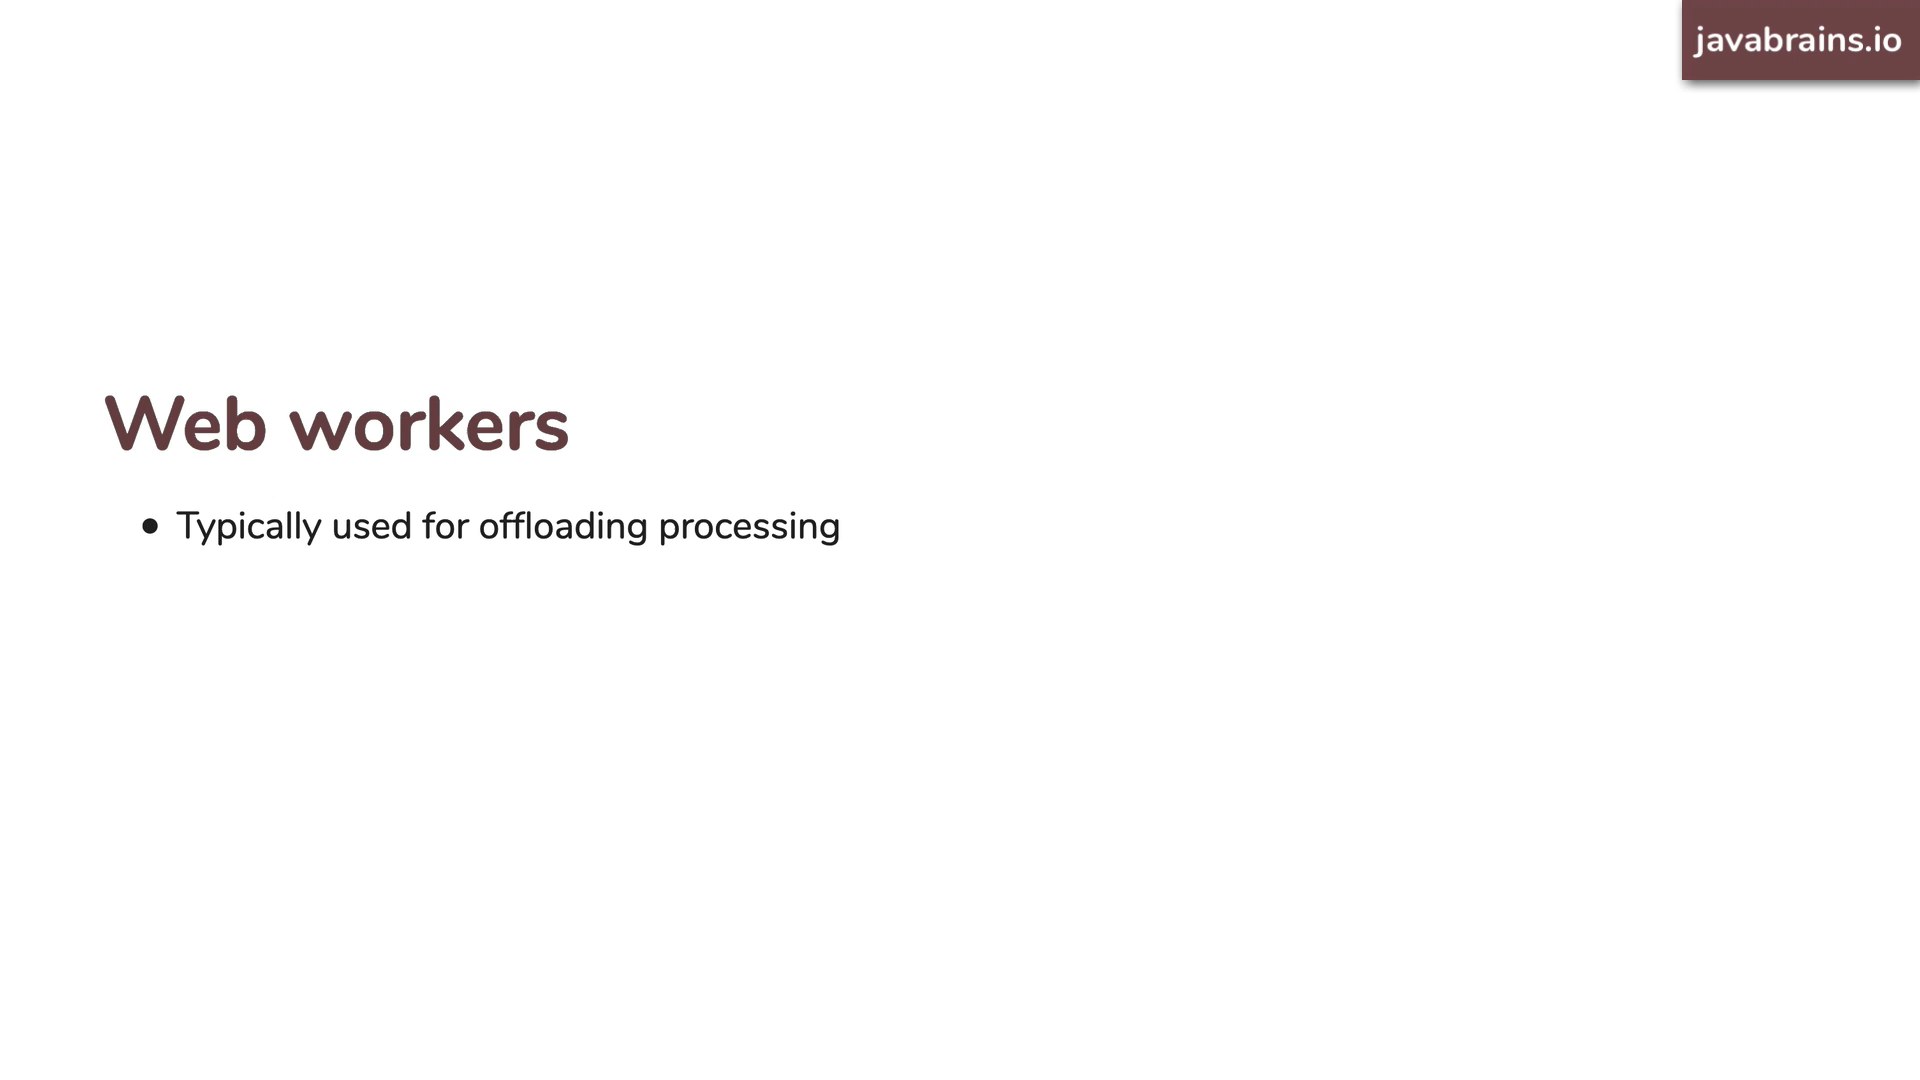 javabrains.io
Web workers
• Typically used for offloading processing